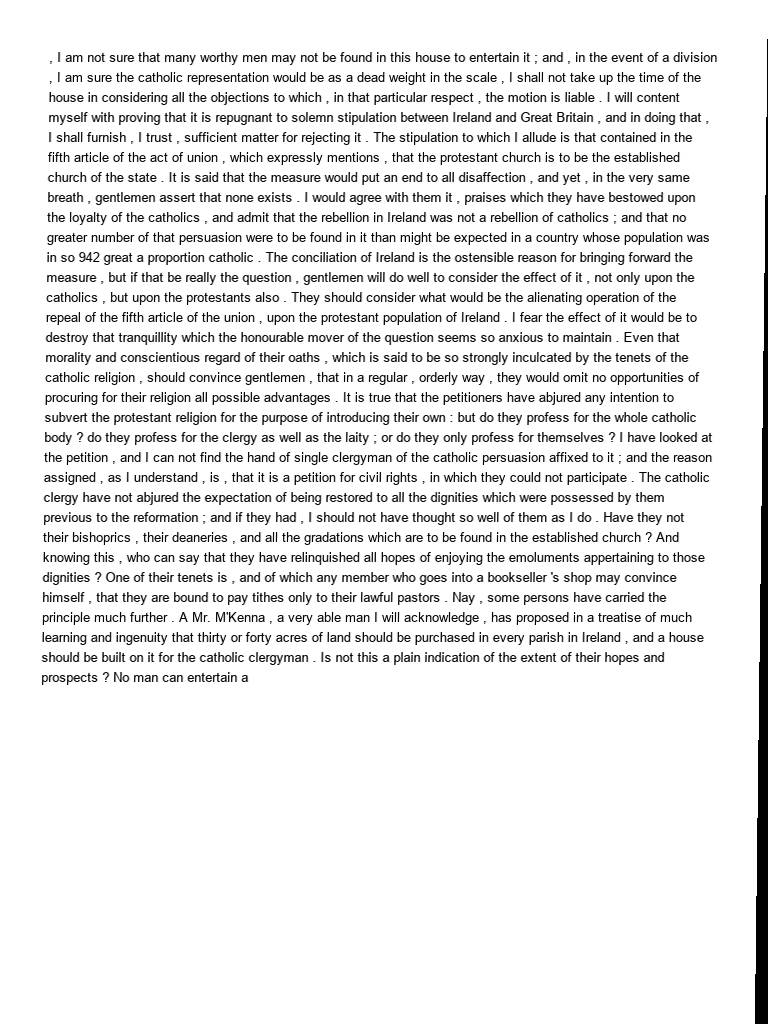 , I am not sure that many worthy men may not be found in this house to entertain it ; and , in the event of a division
, I am sure the catholic representation would be as a dead weight in the scale , I shall not take up the time of the
house in considering all the objections to which , in that particular respect , the motion is liable . I will content
myself with proving that it is repugnant to solemn stipulation between Ireland and Great Britain , and in doing that ,
I shall furnish , I trust , sufficient matter for rejecting it . The stipulation to which I allude is that contained in the
fifth article of the act of union , which expressly mentions , that the protestant church is to be the established
church of the state . It is said that the measure would put an end to all disaffection , and yet , in the very same
breath , gentlemen assert that none exists . I would agree with them it , praises which they have bestowed upon
the loyalty of the catholics , and admit that the rebellion in Ireland was not a rebellion of catholics ; and that no
greater number of that persuasion were to be found in it than might be expected in a country whose population was
in so 942 great a proportion catholic . The conciliation of Ireland is the ostensible reason for bringing forward the
measure , but if that be really the question , gentlemen will do well to consider the effect of it , not only upon the
catholics , but upon the protestants also . They should consider what would be the alienating operation of the
repeal of the fifth article of the union , upon the protestant population of Ireland . I fear the effect of it would be to
destroy that tranquillity which the honourable mover of the question seems so anxious to maintain . Even that
morality and conscientious regard of their oaths , which is said to be so strongly inculcated by the tenets of the
catholic religion , should convince gentlemen , that in a regular , orderly way , they would omit no opportunities of
procuring for their religion all possible advantages . It is true that the petitioners have abjured any intention to
subvert the protestant religion for the purpose of introducing their own : but do they profess for the whole catholic
body ? do they profess for the clergy as well as the laity ; or do they only profess for themselves ? I have looked at
the petition , and I can not find the hand of single clergyman of the catholic persuasion affixed to it ; and the reason
assigned , as I understand , is , that it is a petition for civil rights , in which they could not participate . The catholic
clergy have not abjured the expectation of being restored to all the dignities which were possessed by them
previous to the reformation ; and if they had , I should not have thought so well of them as I do . Have they not
their bishoprics , their deaneries , and all the gradations which are to be found in the established church ? And
knowing this , who can say that they have relinquished all hopes of enjoying the emoluments appertaining to those
dignities ? One of their tenets is , and of which any member who goes into a bookseller 's shop may convince
himself , that they are bound to pay tithes only to their lawful pastors . Nay , some persons have carried the
principle much further . A Mr. M'Kenna , a very able man I will acknowledge , has proposed in a treatise of much
learning and ingenuity that thirty or forty acres of land should be purchased in every parish in Ireland , and a house
should be built on it for the catholic clergyman . Is not this a plain indication of the extent of their hopes and
prospects ? No man can entertain a